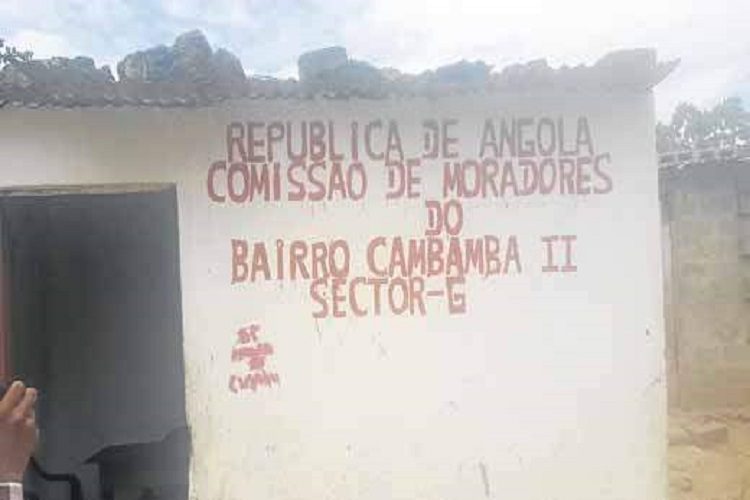 REPUBLICA DE ANGOLA
COMISSÃO DE MORADORES
DO
BAIRRO CAMBAMBA II
SECTOR-G